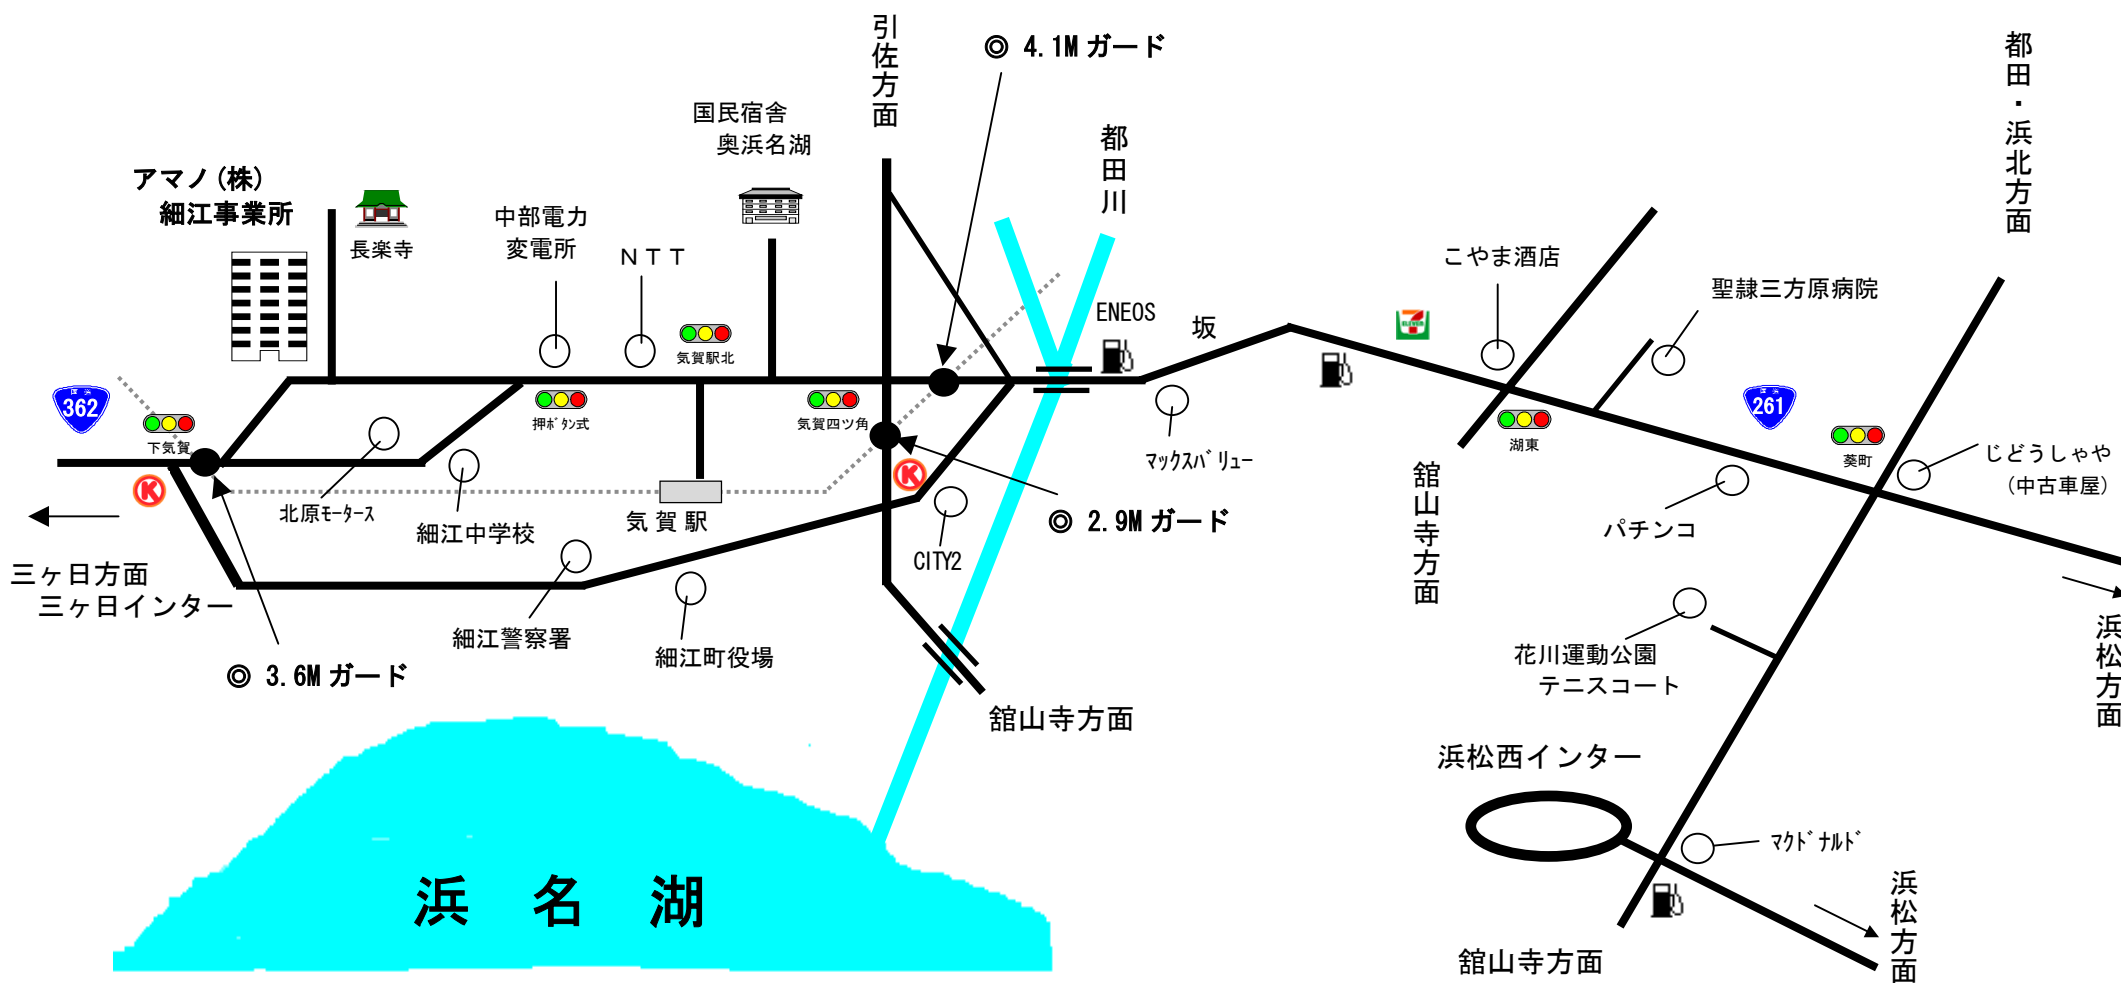 引佐方面
◎ 4.1M ガード
都田・浜北方面
国民宿舎
奥浜名湖
都田川
アマノ(株)
細江事業所
長楽寺
中部電力
変電所
ＮＴＴ
こやま酒店
聖隷三方原病院
ENEOS
坂
ELEVEN
気賀駅北
国浜
362
下気賀
押ﾎﾞﾀﾝ式
気賀四ツ角
湖東
国浜
261
葵町
じどうしゃや
(中古車屋)
K
K
マックスバリュー
北原ﾓｰﾀｰｽ
細江中学校
気賀駅
◎ 2.9M ガード
CITY2
舘山寺方面
パチンコ
三ヶ日方面
三ヶ日インター
細江警察署
細江町役場
◎ 3.6M ガード
花川運動公園
テニスコート
浜松方面
舘山寺方面
浜松西インター
マクドナルド
浜名湖
舘山寺方面
浜松方面